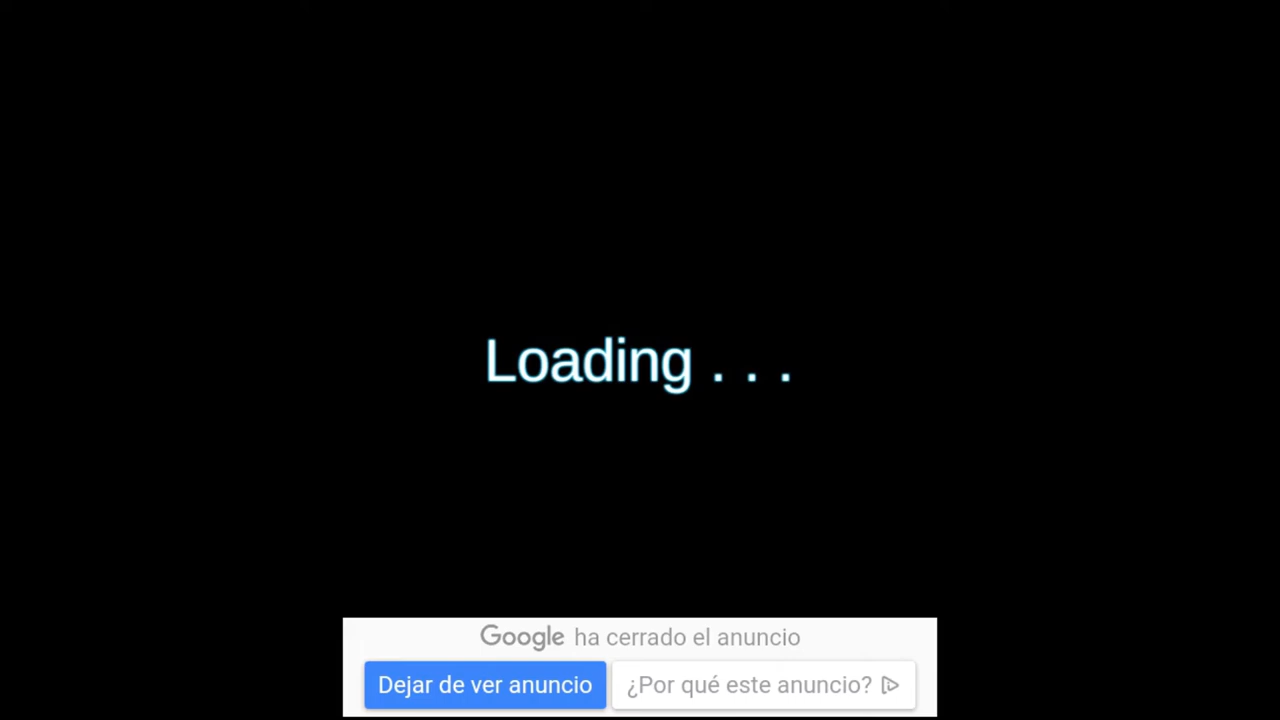 Loading . . .
Google ha cerrado el anuncio
Dejar de ver anuncio
¿Por qué este anuncio?